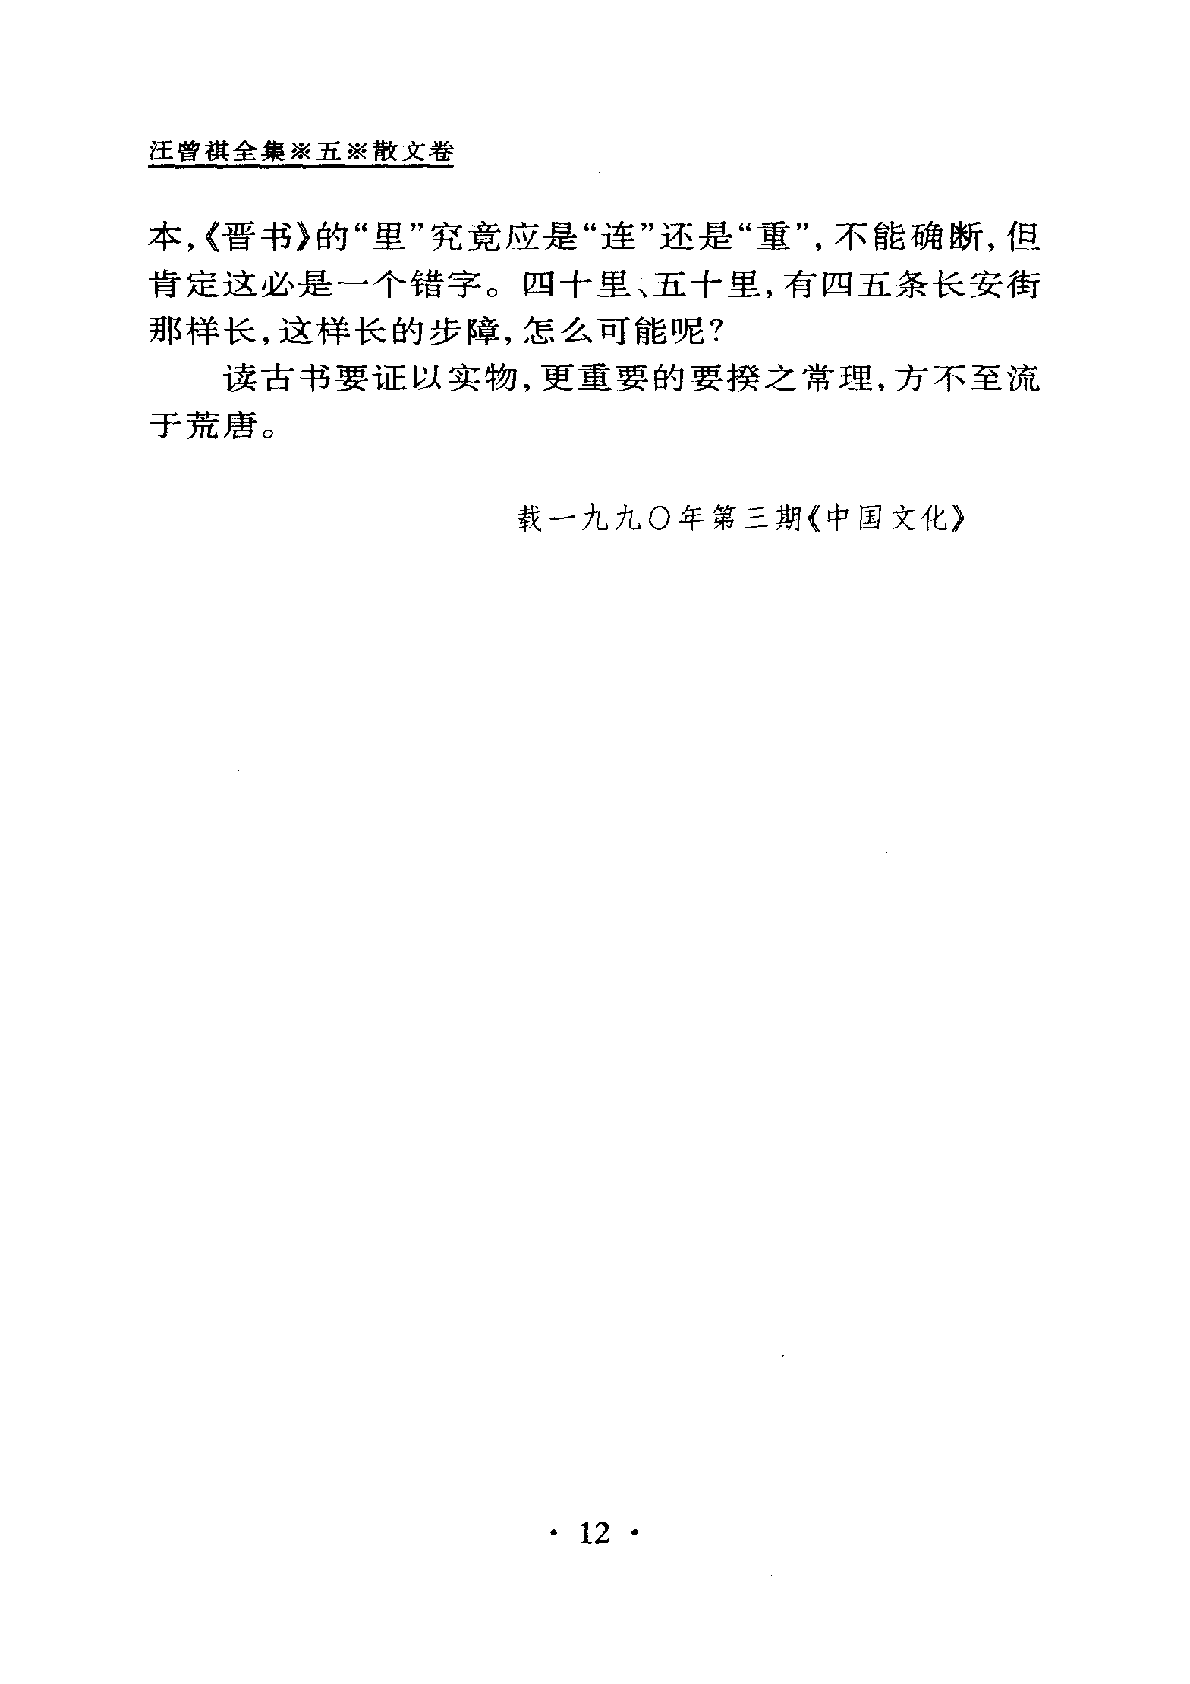 汪曾祺全集※五※散文卷
本,《晋书》的“里”究竟应是“连”还是“重”,不能确断,但
肯定这必是一个错字。四十里、五十里,有四五条长安街
那样长,这样长的步障,怎么可能呢?
读古书要证以实物,更重要的要揆之常理,方不至流
于荒唐。
载一九九〇年第三期《中国文化》
· 12 ·